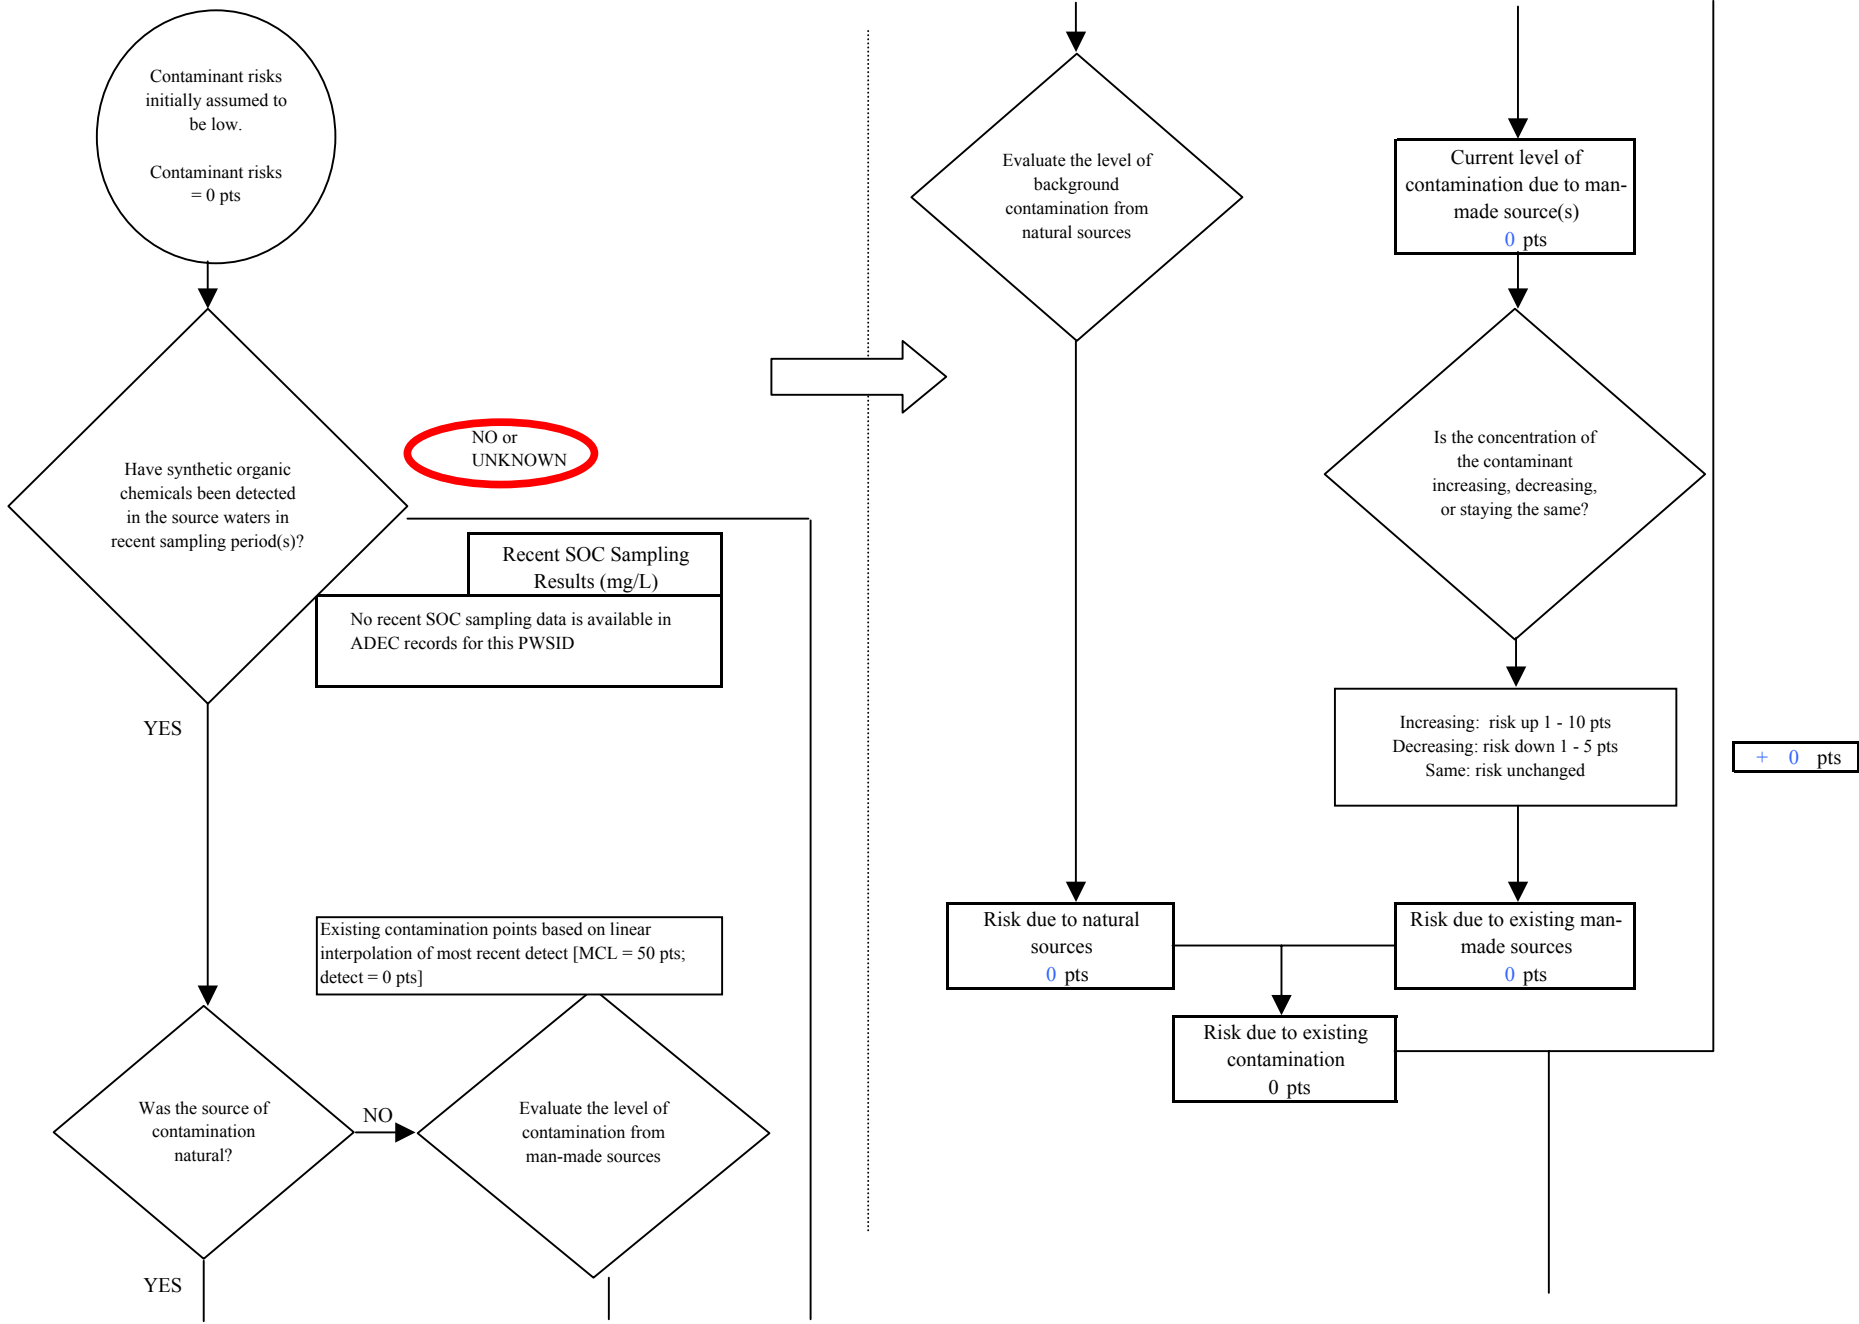 Contaminant risks
initially assumed to
be low.
Contaminant risks
= 0 pts
NO or
UNKNOWN
Have synthetic organic
chemicals been detected
in the source waters in
recent sampling period(s)?
Recent SOC Sampling
Results (mg/L)
No recent SOC sampling data is available in
ADEC records for this PWSID
YES
Existing contamination points based on linear
interpolation of most recent detect [MCL = 50 pts;
detect = 0 pts]
Was the source of
contamination
natural?
NO
Evaluate the level of
contamination from
man-made sources
YES
Evaluate the level of
background
contamination from
natural sources
Current level of
contamination due to man-
made source(s)
0 pts
Is the concentration of
the contaminant
increasing, decreasing,
or staying the same?
Increasing: risk up 1 - 10 pts
Decreasing: risk down 1 - 5 pts
Same: risk unchanged
+ 0 pts
Risk due to natural
sources
0 pts
Risk due to existing man-
made sources
0 pts
Risk due to existing
contamination
0 pts